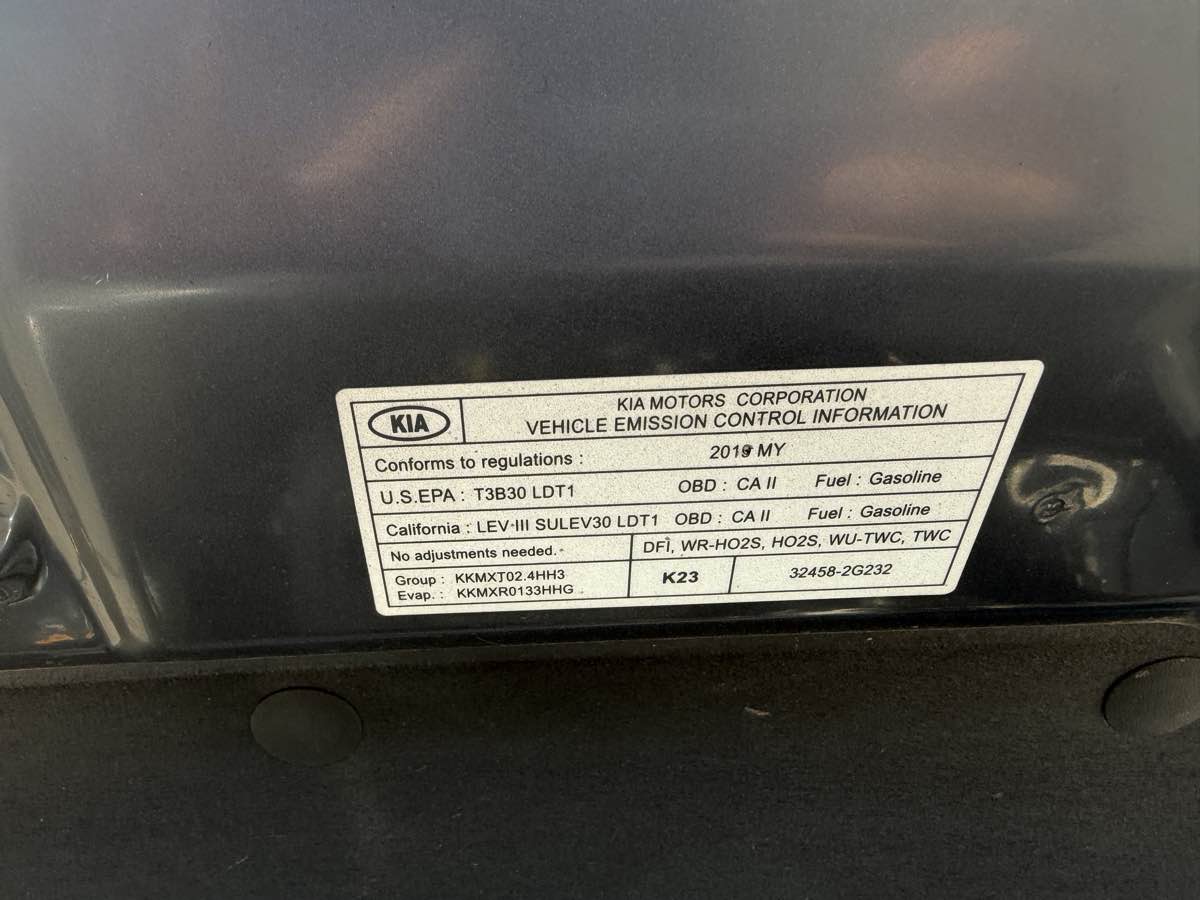 KIA
KIA MOTORS CORPORATION
VEHICLE EMISSION CONTROL INFORMATION
Conforms to regulations : 2019 MY
U.S.EPA : T3B30 LDT1 OBD : CA II Fuel : Gasoline
California : LEV III SULEV30 LDT1 OBD : CA II Fuel : Gasoline
No adjustments needed. DFI, WR-HO2S, HO2S, WU-TWC, TWC
Group : KKMXT02.4HH3
Evap. : KKMXR0133HHG
K23
32458-2G232